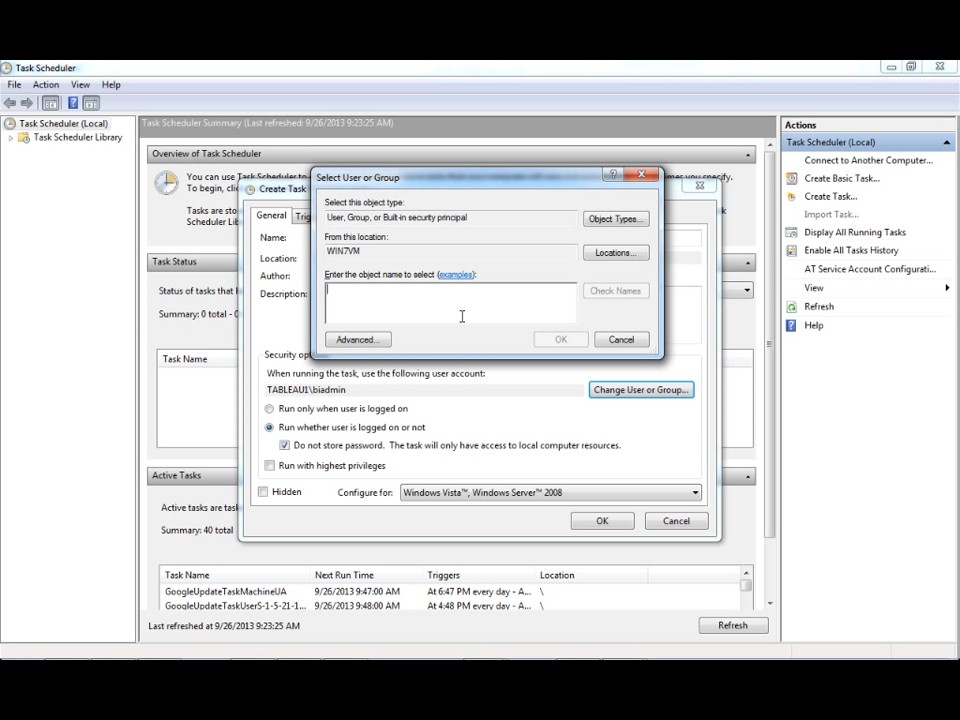 Task Scheduler
File Action View Help
Task Scheduler (Local)
Task Scheduler Library
Task Scheduler Summary (Last refreshed: 9/26/2013 9:23:25 AM)
Overview of Task Scheduler
You can use Task Scheduler to
times you specify.
To begin, cli
Tasks are st
Scheduler Lib
Task Status
Status of tasks that
Summary: 0 total - 0
Task Name
Active Tasks
Active tasks are task
Summary: 40 total
Task Name Next Run Time Triggers Location
GoogleUpdateTaskMachineUA 9/26/2013 9:47:00 AM At 6:47 PM every day - A... \
GoogleUpdateTaskUserS-1-5-21-1... 9/26/2013 9:48:00 AM At 4:48 PM every day - A... \
Last refreshed at 9/26/2013 9:23:25 AM
Refresh
Create Task
General Trig
Name:
Location:
Author:
Description:
Security op
When running the task, use the following user account:
TABLEAU1\biadmin
Change User or Group...
Run only when user is logged on
Run whether user is logged on or not
Do not store password. The task will only have access to local computer resources.
Run with highest privileges
Hidden
Configure for: Windows Vista™, Windows Server™ 2008
OK Cancel
Select User or Group
Select this object type:
User, Group, or Built-in security principal
Object Types...
From this location:
WIN7VM
Locations...
Enter the object name to select (examples):
Check Names
Advanced...
OK Cancel
Actions
Task Scheduler (Local)
Connect to Another Computer...
Create Basic Task...
Create Task...
Import Task...
Display All Running Tasks
Enable All Tasks History
AT Service Account Configurati...
View
Refresh
Help